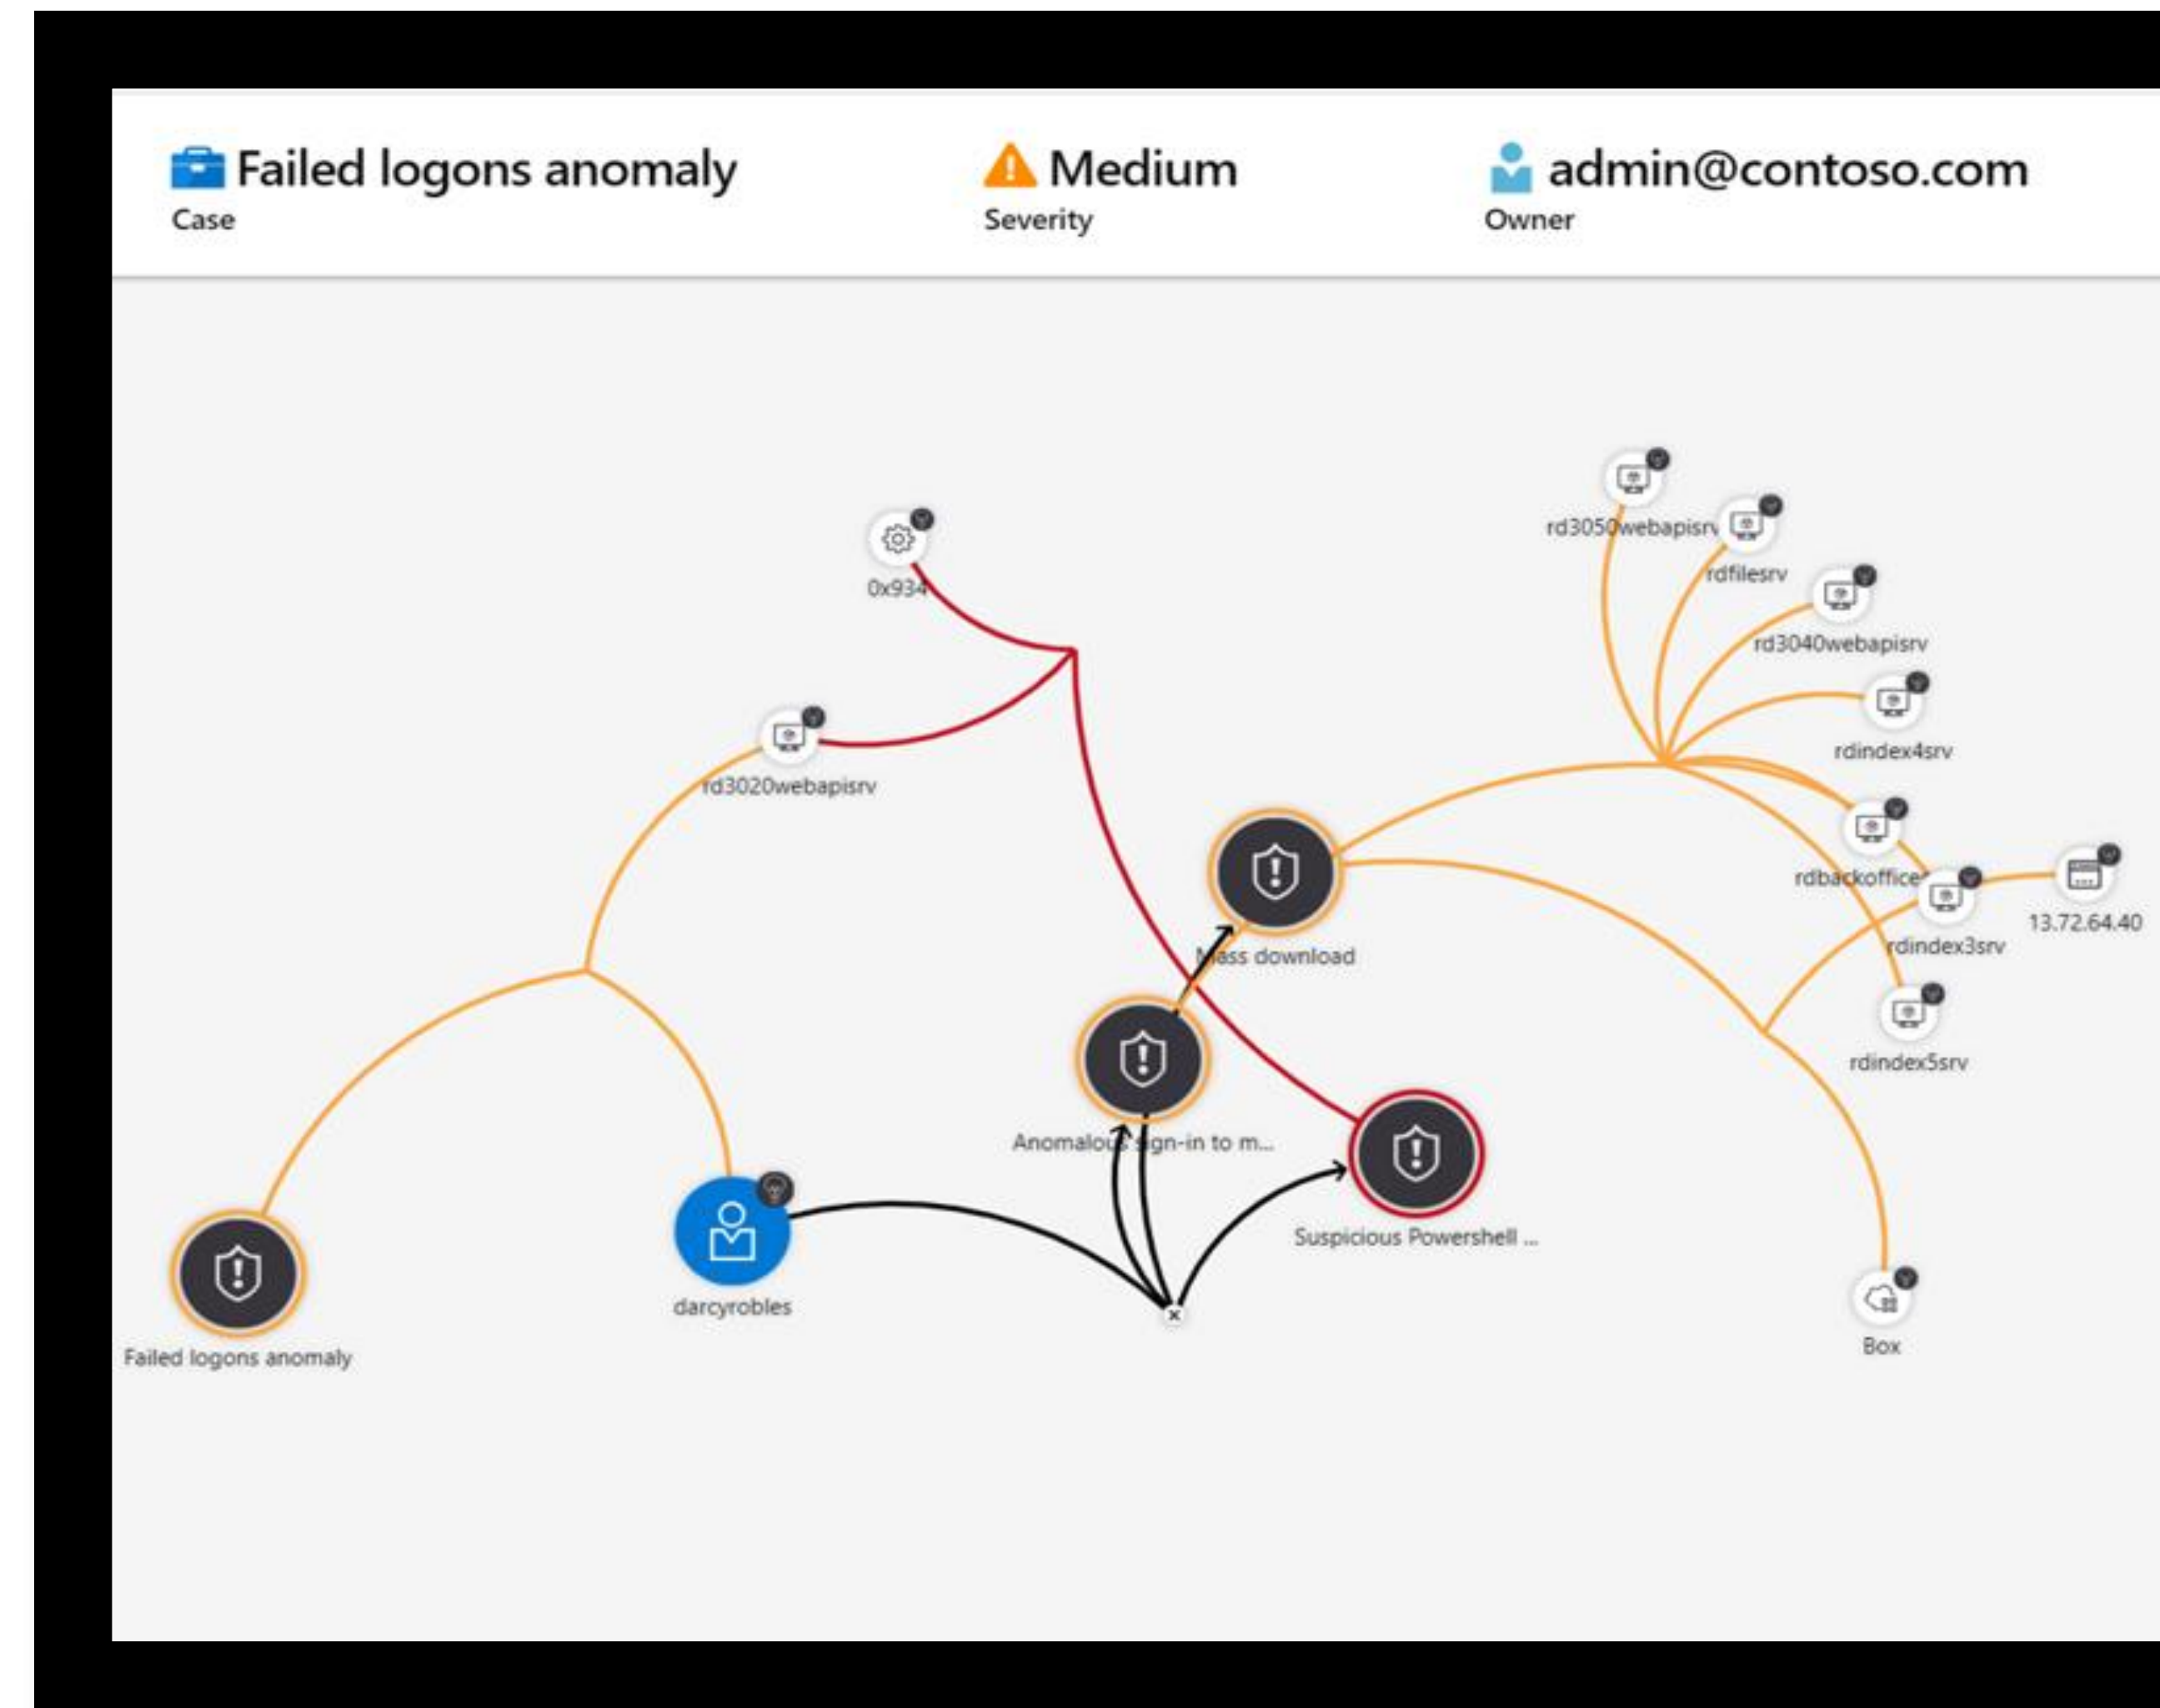 Failed logons anomaly
Case
Medium
Severity
admin@contoso.com
Owner
rd3050webapisrv
rdfilesrv
0x934
rd3040webapisrv
rdindex4srv
rd3020webapisrv
rdbackoffice
13.72.64.40
rdindex3srv
Mass download
rdindex5srv
Anomalous sign-in to m...
Suspicious Powershell ...
darcyrobles
Box
Failed logons anomaly